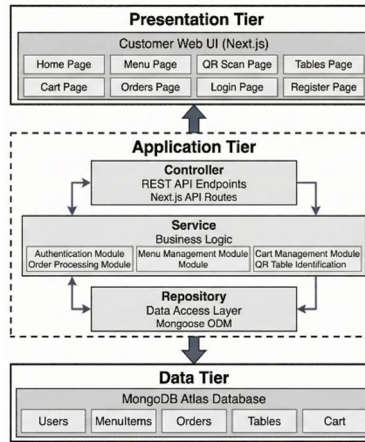 Presentation Tier
Customer Web UI (Next.js)
Home Page Menu Page QR Scan Page Tables Page
Cart Page Orders Page Login Page Register Page
Application Tier
Controller
REST API Endpoints
Next.js API Routes
Service
Business Logic
Authentication Module Menu Management Module Cart Management Module
Order Processing Module Module QR Table Identification
Repository
Data Access Layer
Mongoose ODM
Data Tier
MongoDB Atlas Database
Users MenuItems Orders Tables Cart